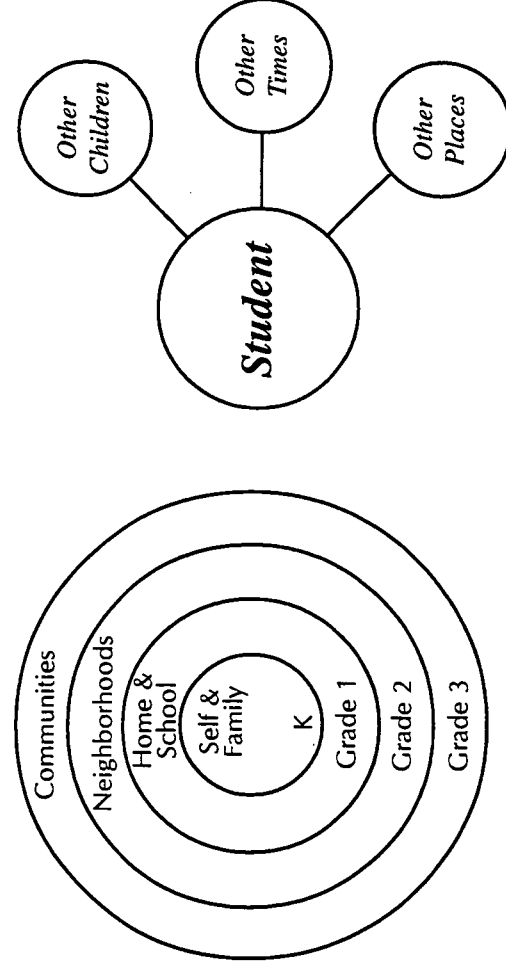 Communities
Neighborhoods
Home &
School
Self &
Family
K
Grade 1
Grade 2
Grade 3
Student
Other
Children
Other
Times
Other
Places